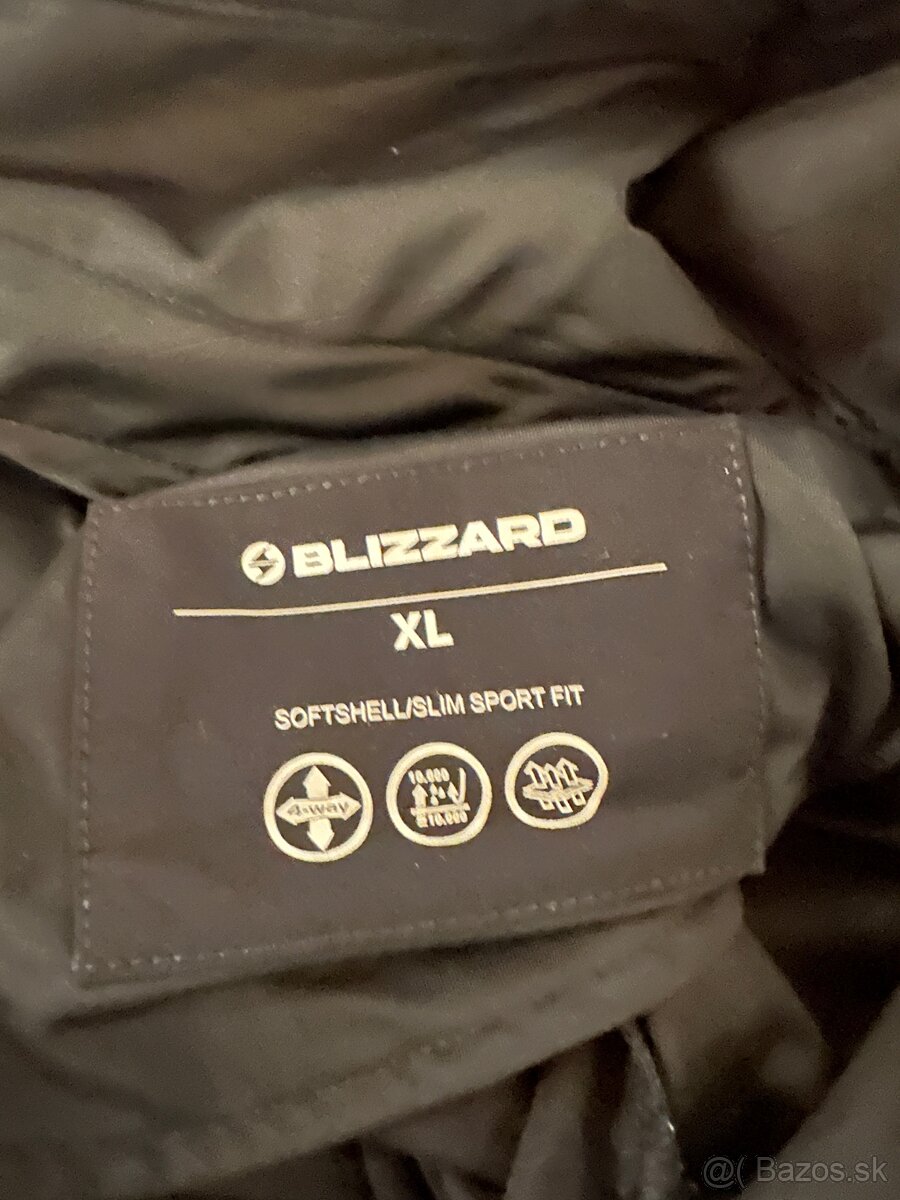 BLIZZARD
XL
SOFTSHELL/SLIM SPORT FIT
4-way
10.000
10.000
@( Bazos.sk